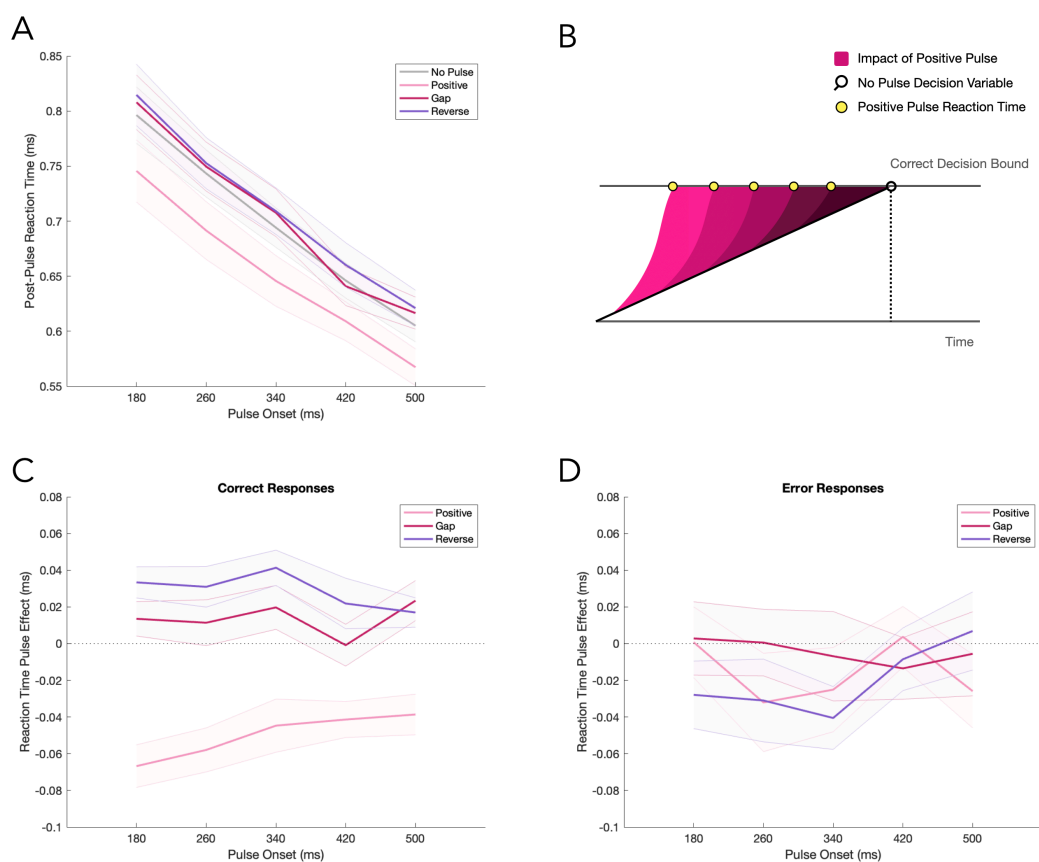 A
0.85
0.8
0.75
0.7
0.65
0.6
0.55
Post-Pulse Reaction Time (ms)
No Pulse
Positive
Gap
Reverse
180 260 340 420 500
Pulse Onset (ms)
B
Impact of Positive Pulse
No Pulse Decision Variable
Positive Pulse Reaction Time
Correct Decision Bound
Time
C
Correct Responses
0.08
0.06
0.04
0.02
0
-0.02
-0.04
-0.06
-0.08
-0.1
Reaction Time Pulse Effect (ms)
Positive
Gap
Reverse
180 260 340 420 500
Pulse Onset (ms)
D
Error Responses
0.08
0.06
0.04
0.02
0
-0.02
-0.04
-0.06
-0.08
-0.1
Reaction Time Pulse Effect (ms)
Positive
Gap
Reverse
180 260 340 420 500
Pulse Onset (ms)